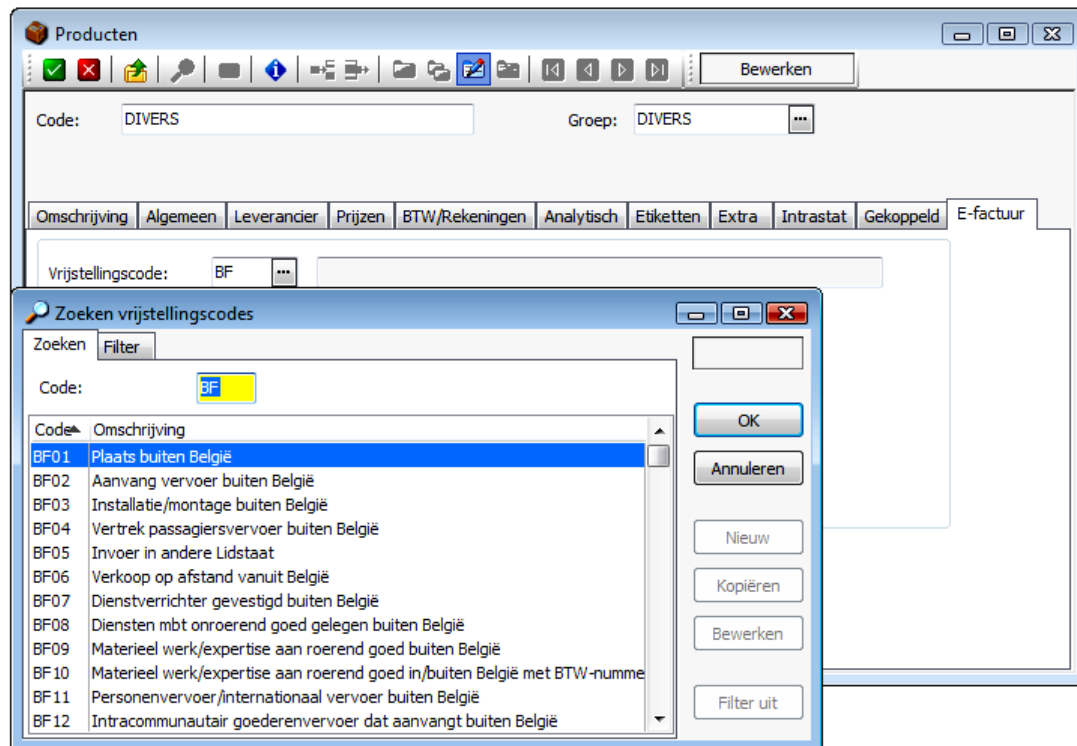 Producten
Bewerken
Code: DIVERS Groep: DIVERS ...
Omschrijving Algemeen Leverancier Prijzen BTW/Rekeningen Analytisch Etiketten Extra Intrastat Gekoppeld E-factuur
Vrijstellingscode: BF ...
Zoeken vrijstellingscodes
Zoeken Filter
Code: BF
Code Omschrijving
BF01 Plaats buiten België
BF02 Aanvang vervoer buiten België
BF03 Installatie/montage buiten België
BF04 Vertrek passagiersvervoer buiten België
BF05 Invoer in andere Lidstaat
BF06 Verkoop op afstand vanuit België
BF07 Dienstverrichter gevestigd buiten België
BF08 Diensten mbt onroerend goed gelegen buiten België
BF09 Materieel werk/expertise aan roerend goed buiten België
BF10 Materieel werk/expertise aan roerend goed in/buiten België met BTW-numme
BF11 Personenvervoer/internationaal vervoer buiten België
BF12 Intracommunautair goederenvervoer dat aanvangt buiten België
OK
Annuleren
Nieuw
Kopiëren
Bewerken
Filter uit